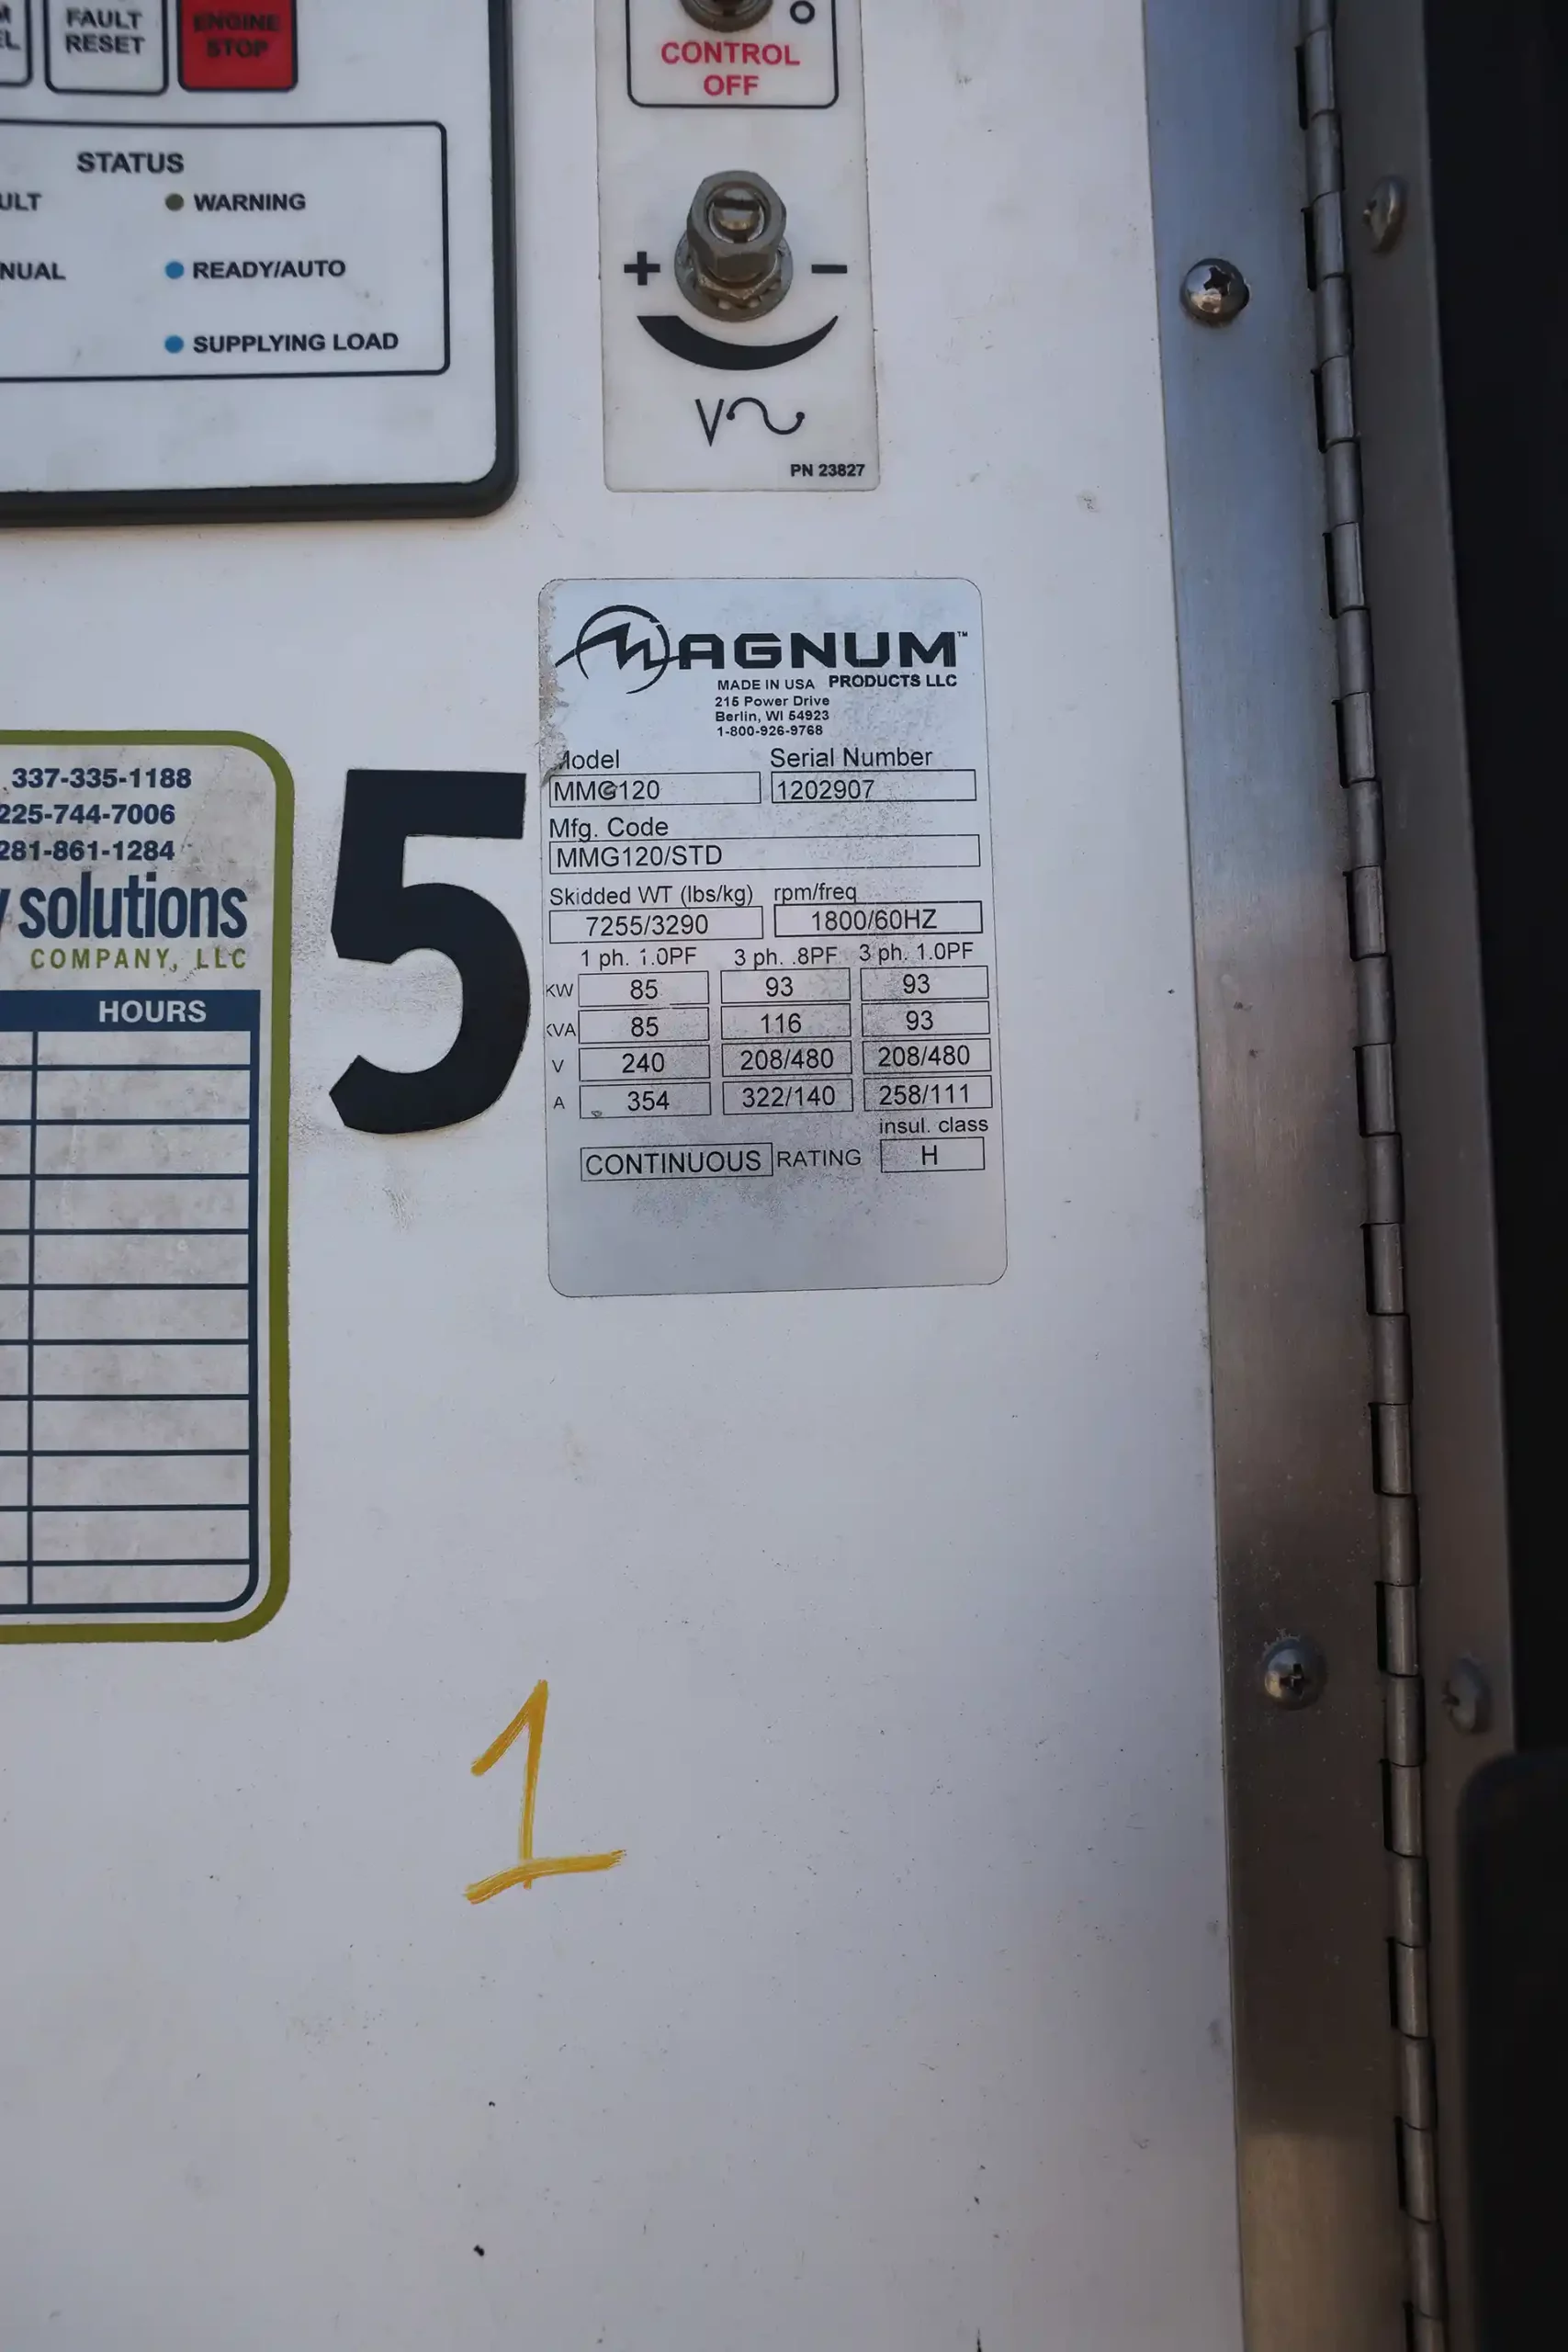 FAULT
RESET
ENGINE
STOP
CONTROL
OFF
STATUS
WARNING
READY/AUTO
SUPPLYING LOAD
+ −
V
PN 23827
MAGNUM™
MADE IN USA PRODUCTS LLC
215 Power Drive
Berlin, WI 54923
1-800-926-9768
Model Serial Number
MMG120 1202907
Mfg. Code
MMG120/STD
Skidded WT (lbs/kg) rpm/freq
7255/3290 1800/60HZ
1 ph. 1.0PF 3 ph. .8PF 3 ph. 1.0PF
KW 85 93 93
KVA 85 116 93
V 240 208/480 208/480
A 354 322/140 258/111
insul. class
CONTINUOUS RATING H
337-335-1188
225-744-7006
281-861-1284
solutions
COMPANY, LLC
HOURS
5
1